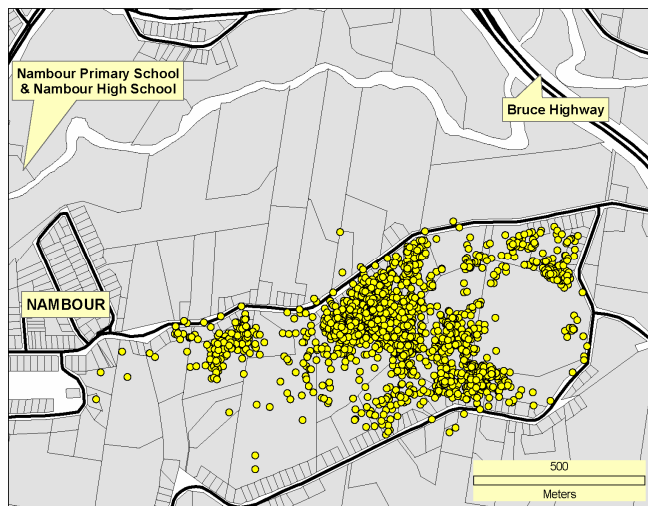 Nambour Primary School
& Nambour High School
Bruce Highway
NAMBOUR
500
Meters